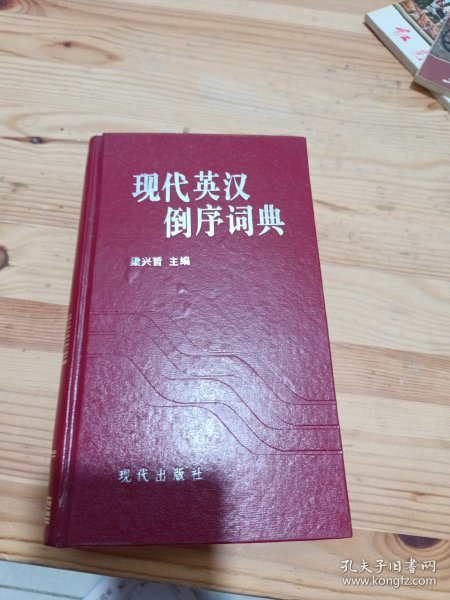 现代英汉
倒序词典
梁兴哲 主编
现代出版社
孔夫子旧书网
www.kongfz.com